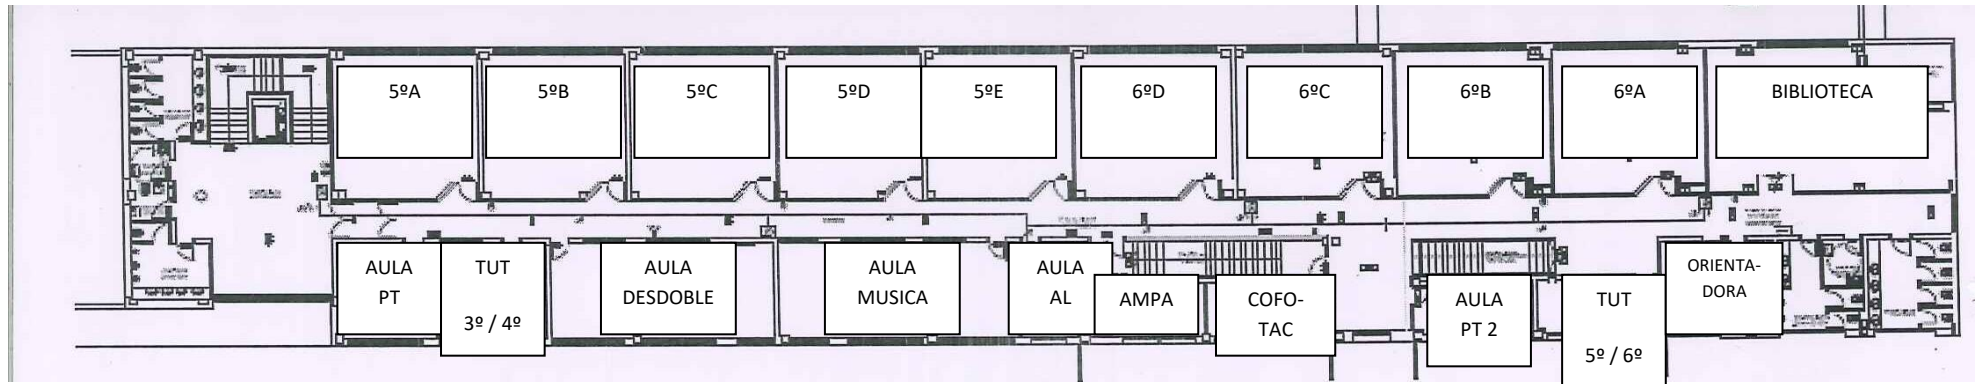 5ºA
5ºB
5ºC
5ºD
5ºE
6ºD
6ºC
6ºB
6ºA
BIBLIOTECA
AULA
PT
TUT
3º / 4º
AULA
DESDOBLE
AULA
MUSICA
AULA
AL
AMPA
COFO-
TAC
AULA
PT 2
TUT
5º / 6º
ORIENTA-
DORA